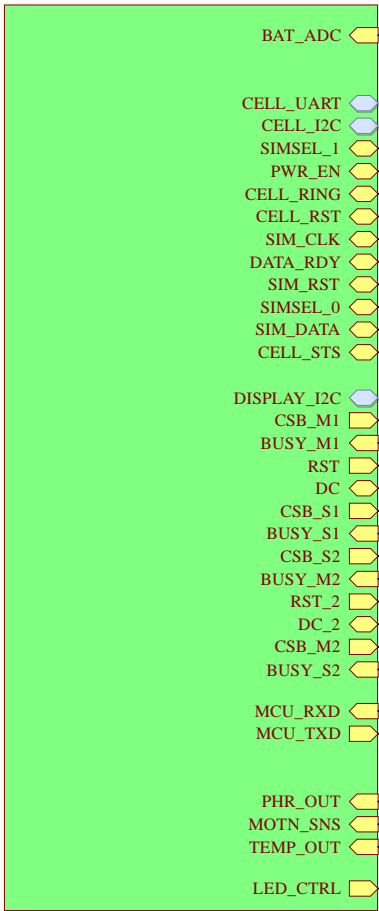 BAT_ADC
CELL_UART
CELL_I2C
SIMSEL_1
PWR_EN
CELL_RING
CELL_RST
SIM_CLK
DATA_RDY
SIM_RST
SIMSEL_0
SIM_DATA
CELL_STS
DISPLAY_I2C
CSB_M1
BUSY_M1
RST
DC
CSB_S1
BUSY_S1
CSB_S2
BUSY_M2
RST_2
DC_2
CSB_M2
BUSY_S2
MCU_RXD
MCU_TXD
PHR_OUT
MOTN_SNS
TEMP_OUT
LED_CTRL